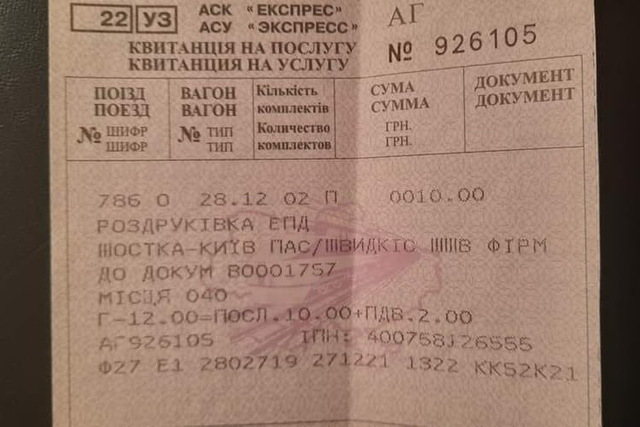 22 УЗ АСК «ЕКСПРЕС» АГ
АСУ «ЭКСПРЕСС»
КВИТАНЦІЯ НА ПОСЛУГУ № 926105
КВИТАНЦИЯ НА УСЛУГУ
ПОЇЗД ВАГОН Кількість СУМА ДОКУМЕНТ
ПОЕЗД ВАГОН комплектів СУММА ДОКУМЕНТ
№ ШИФР № ТИП Количество ГРН.
ШИФР ТИП комплектов ГРН.
786 О 28.12 02 П 0010.00
РОЗДРУКІВКА ЕПД
ШОСТКА-КИЇВ ПАС/ШВИДКІС ФІРМ
ДО ДОКУМ В0001757
МІСЦЯ 040
Г-12.00=ПОСЛ.10.00+ПДВ.2.00
АГ926105 ІПН: 400758126555
Ф27 Е1 2802719 271221 1322 КК52К21